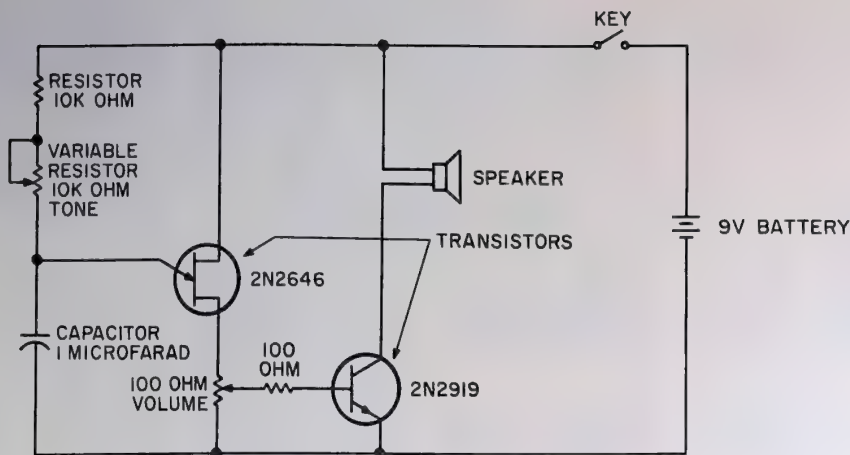 KEY
RESISTOR
10K OHM
VARIABLE
RESISTOR
10K OHM
TONE
SPEAKER
9V BATTERY
TRANSISTORS
2N2646
CAPACITOR
1 MICROFARAD
100
OHM
100 OHM
VOLUME
2N2919